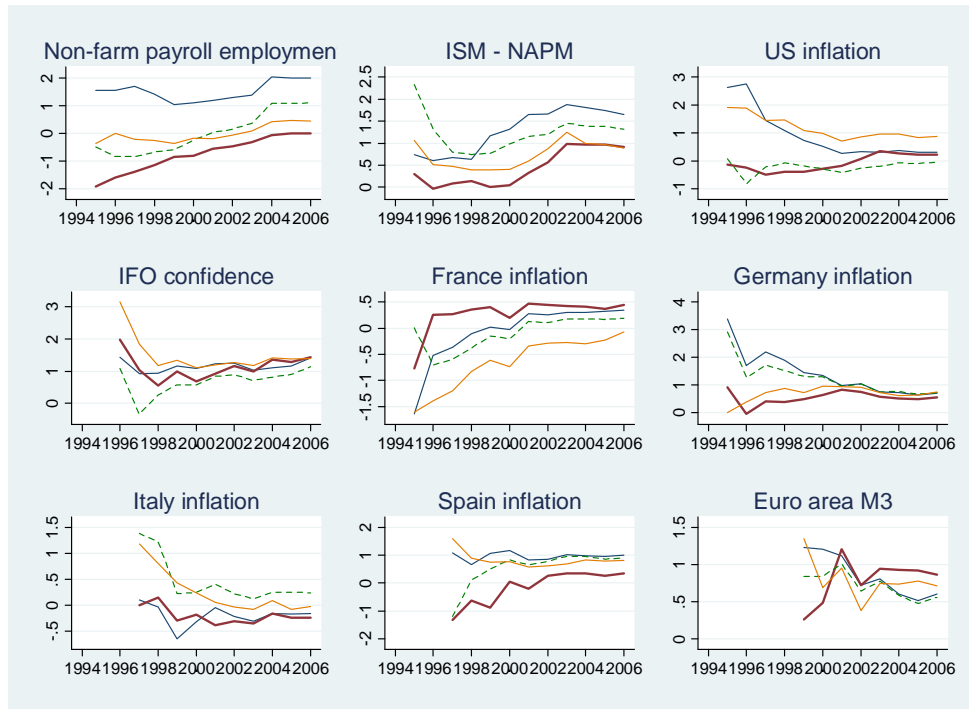 Non-farm payroll employmen
-2 -1 0 1 2
1994 1996 1998 2000 2002 2004 2006
ISM - NAPM
0 .5 1 1.5 2 2.5
1994 1996 1998 2000 2002 2004 2006
US inflation
-1 0 1 2 3
1994 1996 1998 2000 2002 2004 2006
IFO confidence
0 1 2 3
1994 1996 1998 2000 2002 2004 2006
France inflation
-1.5 -1 -.5 0 .5
1994 1996 1998 2000 2002 2004 2006
Germany inflation
0 1 2 3 4
1994 1996 1998 2000 2002 2004 2006
Italy inflation
-.5 0 .5 1 1.5
1994 1996 1998 2000 2002 2004 2006
Spain inflation
-2 -1 0 1 2
1994 1996 1998 2000 2002 2004 2006
Euro area M3
0 .5 1 1.5
1994 1996 1998 2000 2002 2004 2006